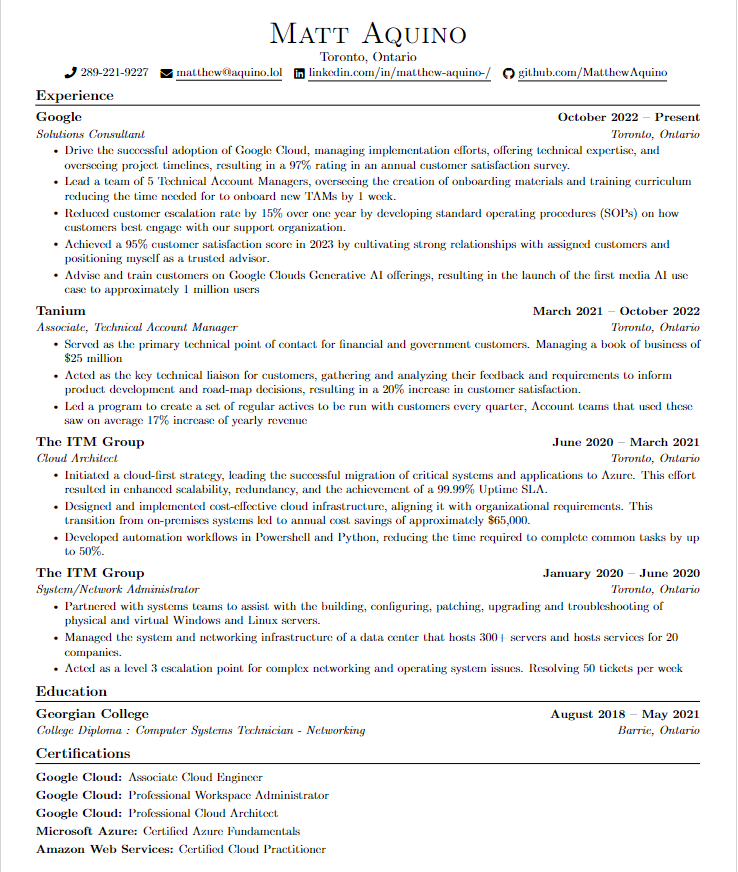 Matt Aquino
Toronto, Ontario
289-221-9227 matthew@aquino.lol linkedin.com/in/matthew-aquino-/ github.com/MatthewAquino
Experience
Google October 2022 – Present
Solutions Consultant Toronto, Ontario
• Drive the successful adoption of Google Cloud, managing implementation efforts, offering technical expertise, and
overseeing project timelines, resulting in a 97% rating in an annual customer satisfaction survey.
• Lead a team of 5 Technical Account Managers, overseeing the creation of onboarding materials and training curriculum
reducing the time needed for to onboard new TAMs by 1 week.
• Reduced customer escalation rate by 15% over one year by developing standard operating procedures (SOPs) on how
customers best engage with our support organization.
• Achieved a 95% customer satisfaction score in 2023 by cultivating strong relationships with assigned customers and
positioning myself as a trusted advisor.
• Advise and train customers on Google Clouds Generative AI offerings, resulting in the launch of the first media AI use
case to approximately 1 million users
Tanium March 2021 – October 2022
Associate, Technical Account Manager Toronto, Ontario
• Served as the primary technical point of contact for financial and government customers. Managing a book of business of
$25 million
• Acted as the key technical liaison for customers, gathering and analyzing their feedback and requirements to inform
product development and road-map decisions, resulting in a 20% increase in customer satisfaction.
• Led a program to create a set of regular actives to be run with customers every quarter, Account teams that used these
saw on average 17% increase of yearly revenue
The ITM Group June 2020 – March 2021
Cloud Architect Toronto, Ontario
• Initiated a cloud-first strategy, leading the successful migration of critical systems and applications to Azure. This effort
resulted in enhanced scalability, redundancy, and the achievement of a 99.99% Uptime SLA.
• Designed and implemented cost-effective cloud infrastructure, aligning it with organizational requirements. This
transition from on-premises systems led to annual cost savings of approximately $65,000.
• Developed automation workflows in Powershell and Python, reducing the time required to complete common tasks by up
to 50%.
The ITM Group January 2020 – June 2020
System/Network Administrator Toronto, Ontario
• Partnered with systems teams to assist with the building, configuring, patching, upgrading and troubleshooting of
physical and virtual Windows and Linux servers.
• Managed the system and networking infrastructure of a data center that hosts 300+ servers and hosts services for 20
companies.
• Acted as a level 3 escalation point for complex networking and operating system issues. Resolving 50 tickets per week
Education
Georgian College August 2018 – May 2021
College Diploma : Computer Systems Technician - Networking Barrie, Ontario
Certifications
Google Cloud: Associate Cloud Engineer
Google Cloud: Professional Workspace Administrator
Google Cloud: Professional Cloud Architect
Microsoft Azure: Certified Azure Fundamentals
Amazon Web Services: Certified Cloud Practitioner